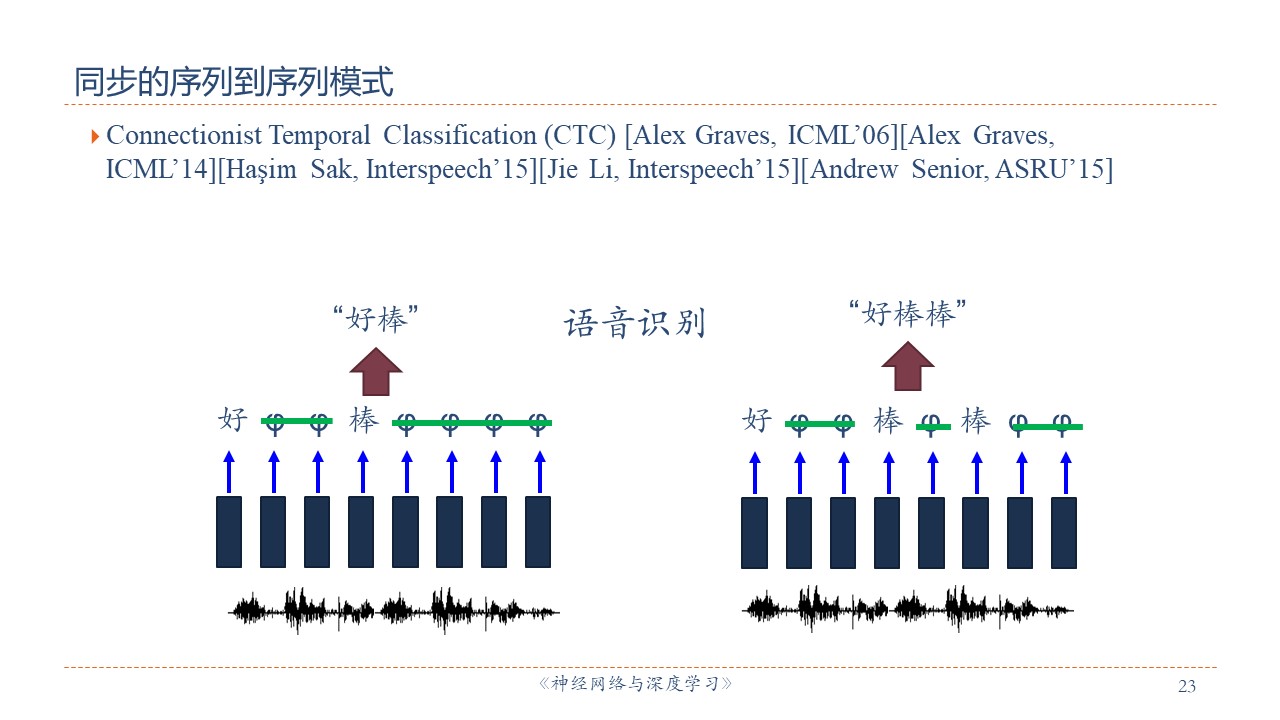 同步的序列到序列模式
Connectionist Temporal Classification (CTC) [Alex Graves, ICML’06][Alex Graves,
ICML’14][Haşim Sak, Interspeech’15][Jie Li, Interspeech’15][Andrew Senior, ASRU’15]
“好棒”
语音识别
“好棒棒”
好 φ φ 棒 φ φ φ φ
好 φ φ 棒 φ 棒 φ φ
《神经网络与深度学习》
23